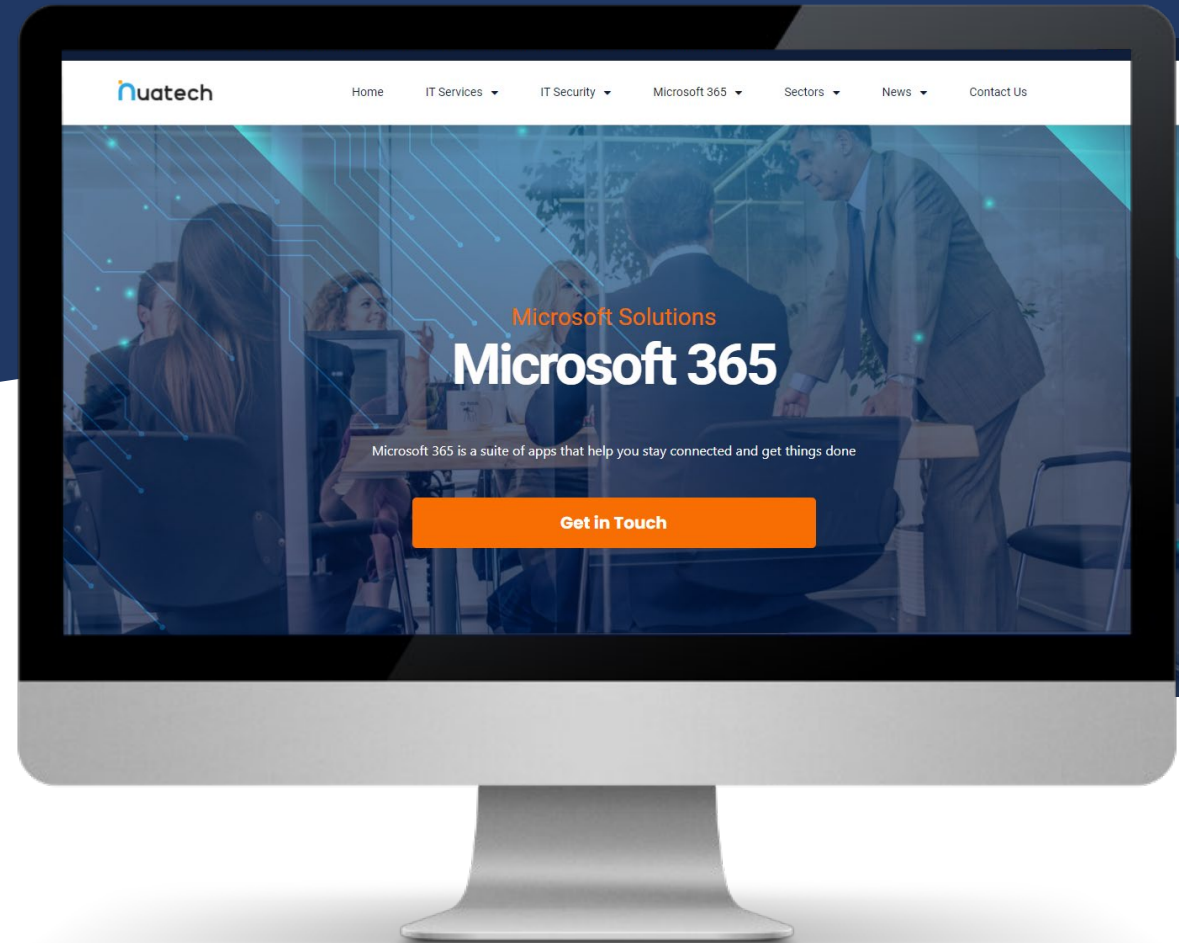 nuatech
Home IT Services IT Security Microsoft 365 Sectors News Contact Us
Microsoft Solutions
Microsoft 365
Microsoft 365 is a suite of apps that help you stay connected and get things done
Get in Touch